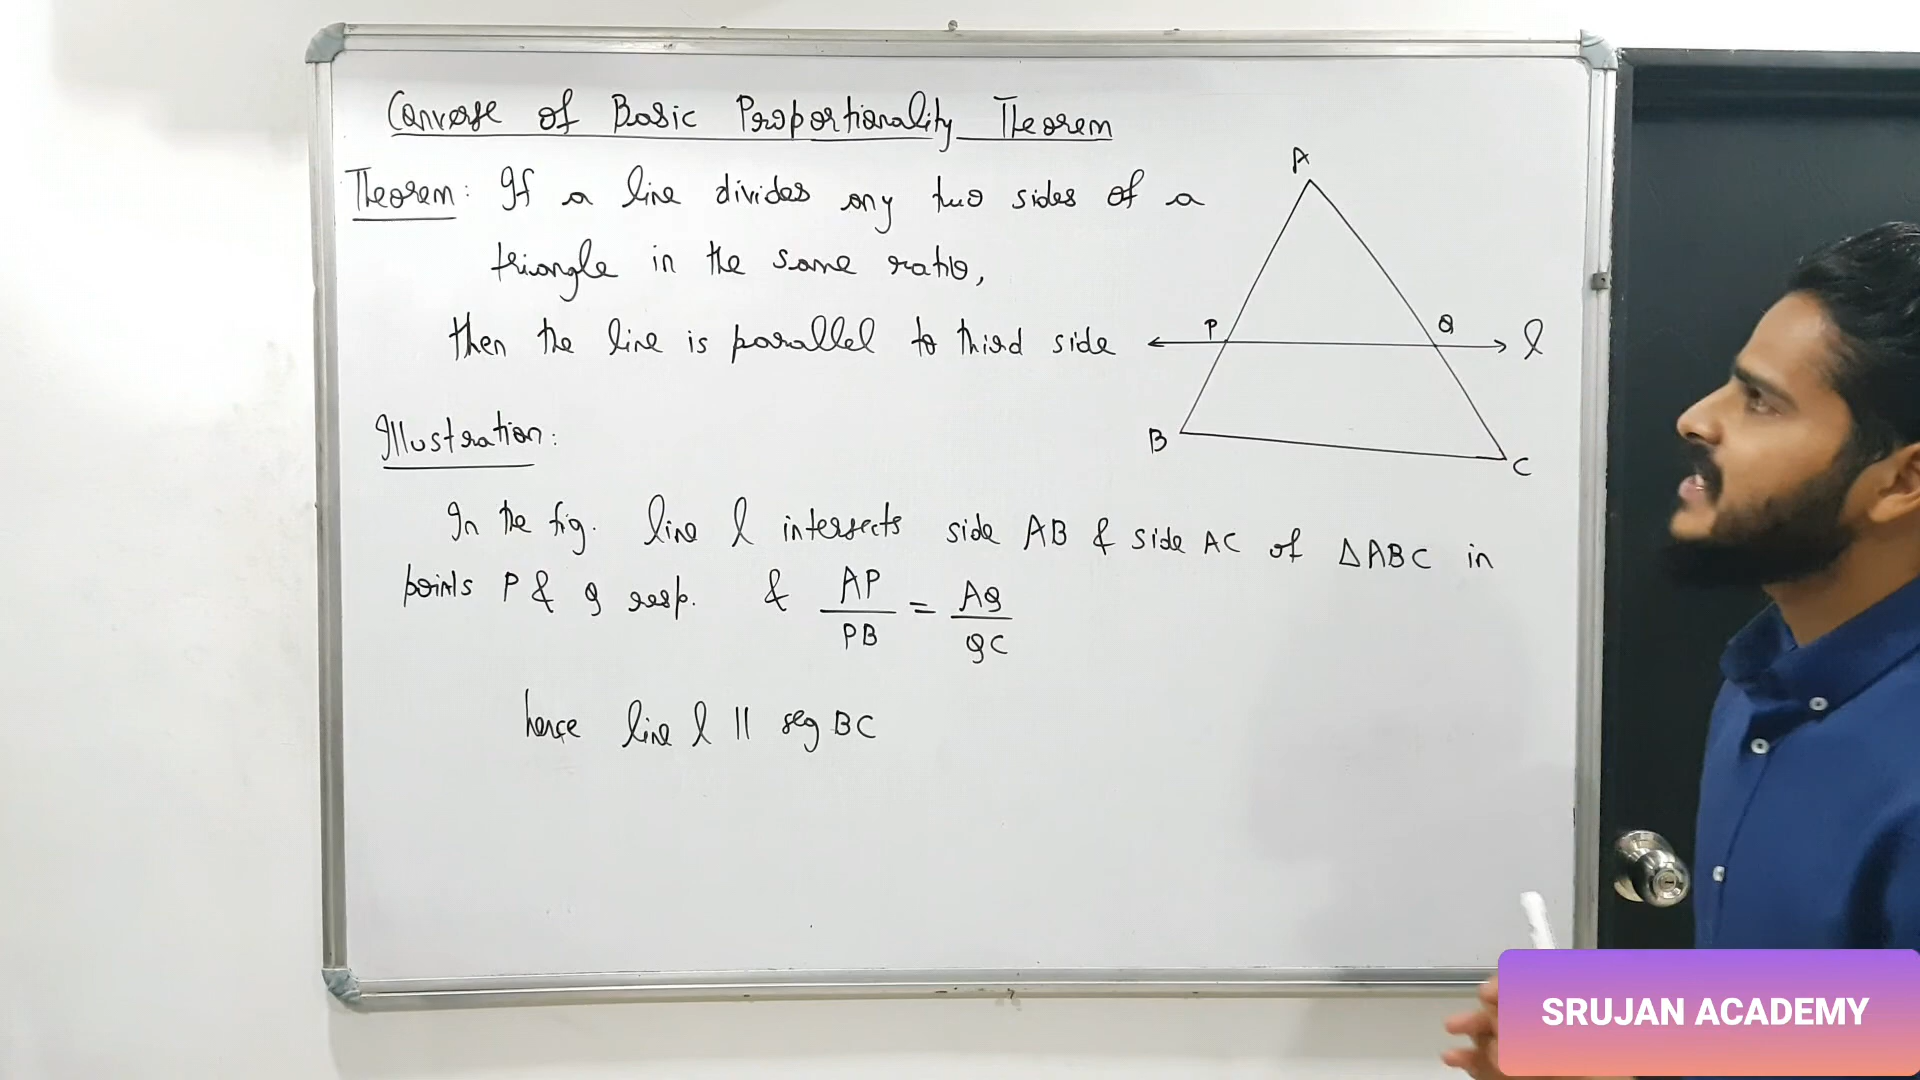 Converse of Basic Proportionality Theorem
Theorem: If a line divides any two sides of a
triangle in the same ratio,
then the line is parallel to third side
A
P
Q
l
B
C
Illustration:
In the fig. line l intersects side AB & side AC of △ABC in
points P & Q resp. & AP/PB = AQ/QC
hence line l || seg BC
SRUJAN ACADEMY